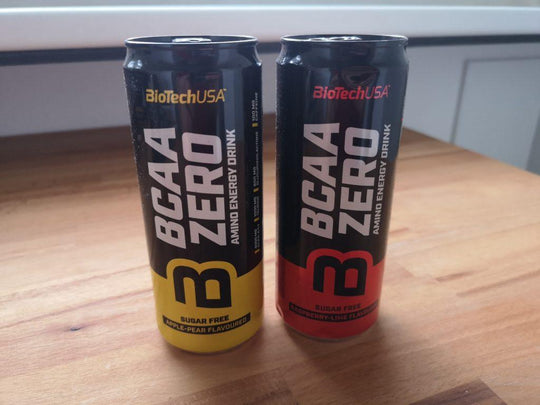 BioTechUSA
BCAA
ZERO
AMINO ENERGY DRINK
B
SUGAR FREE
APPLE-PEAR FLAVOURED
BioTechUSA
BCAA
ZERO
AMINO ENERGY DRINK
B
SUGAR FREE
RASPBERRY-LIME FLAVOURED